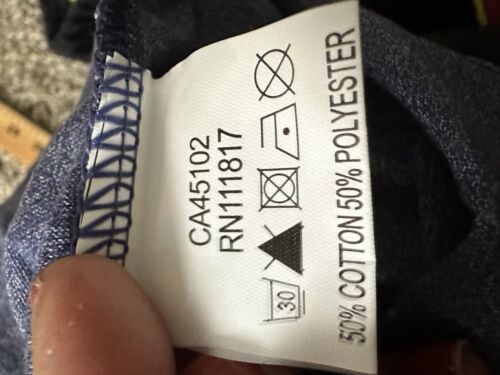 CA45102
RN111817
30
50% COTTON 50% POLYESTER